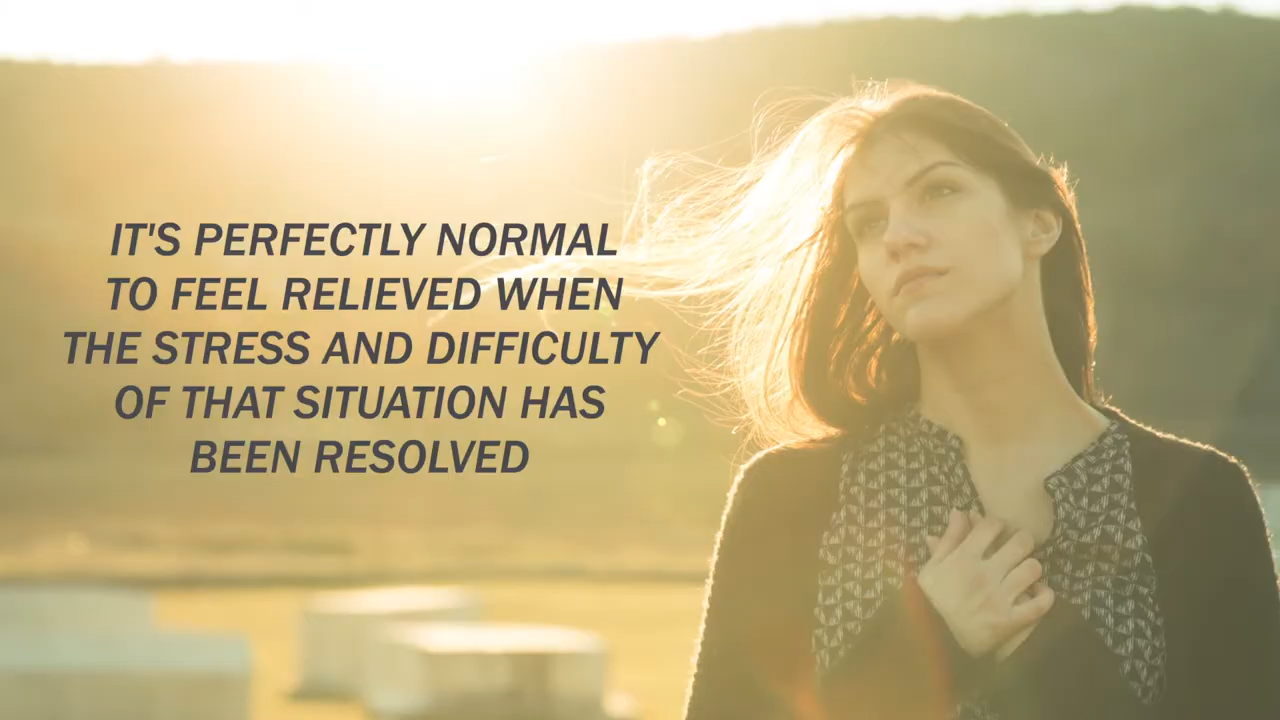 IT'S PERFECTLY NORMAL
TO FEEL RELIEVED WHEN
THE STRESS AND DIFFICULTY
OF THAT SITUATION HAS
BEEN RESOLVED